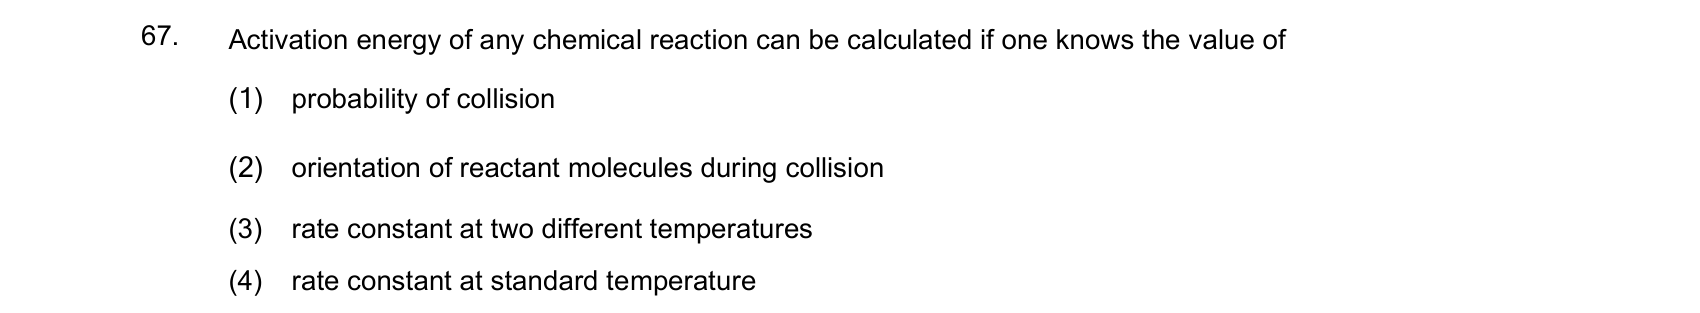 67. Activation energy of any chemical reaction can be calculated if one knows the value of
(1) probability of collision
(2) orientation of reactant molecules during collision
(3) rate constant at two different temperatures
(4) rate constant at standard temperature